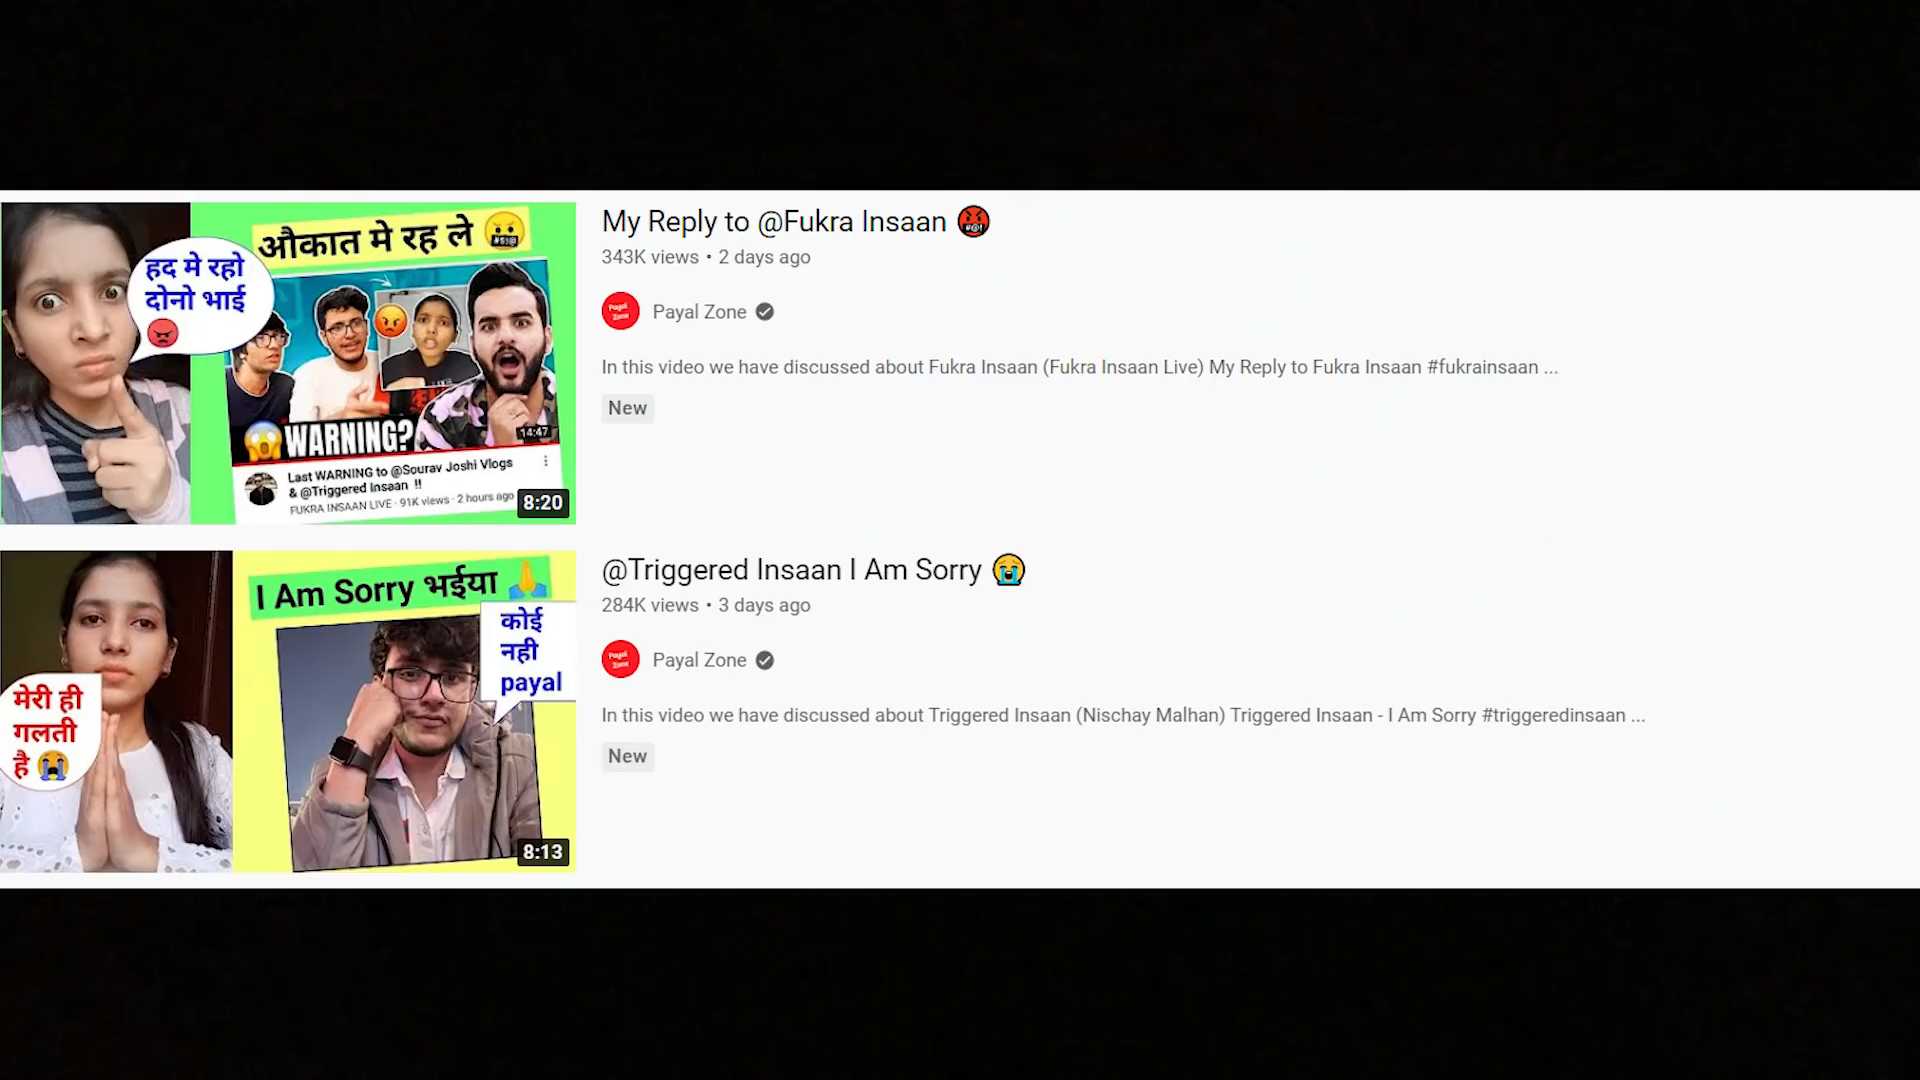 औकात मे रह ले
हद मे रहो
दोनो भाई
WARNING?
14:47
Last WARNING to @Sourav Joshi Vlogs
& @Triggered Insaan !!
FUKRA INSAAN LIVE · 91K views · 2 hours ago
8:20
My Reply to @Fukra Insaan
343K views • 2 days ago
Payal Zone
Payal Zone
In this video we have discussed about Fukra Insaan (Fukra Insaan Live) My Reply to Fukra Insaan #fukrainsaan ...
New
I Am Sorry भईया
कोई
नही
payal
मेरी ही
गलती
है
8:13
@Triggered Insaan I Am Sorry
284K views • 3 days ago
Payal Zone
Payal Zone
In this video we have discussed about Triggered Insaan (Nischay Malhan) Triggered Insaan - I Am Sorry #triggeredinsaan ...
New